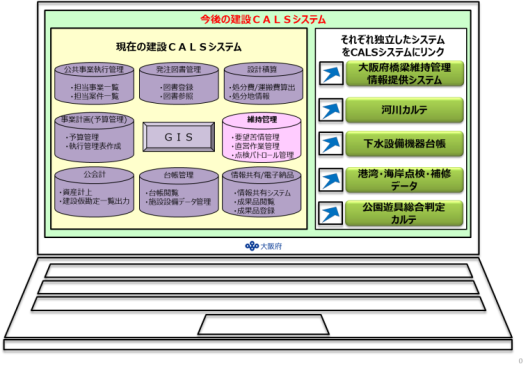 今後の建設CALSシステム
現在の建設CALSシステム
公共事業執行管理
・担当事業一覧
・担当案件一覧
発注図書管理
・図書登録
・図書参照
設計積算
・処分費/運搬費算出
・処分地情報
事業計画(予算管理)
・予算管理
・執行管理表作成
GIS
維持管理
・要望苦情管理
・直営作業管理
・点検パトロール管理
公会計
・資産計上
・建設仮勘定一覧出力
台帳管理
・台帳閲覧
・施設設備データ管理
情報共有/電子納品
・情報共有システム
・成果品閲覧
・成果品登録
それぞれ独立したシステム
をCALSシステムにリンク
大阪府橋梁維持管理
情報提供システム
河川カルテ
下水設備機器台帳
港湾・海岸点検・補修
データ
公園遊具総合判定
カルテ
大阪府
0